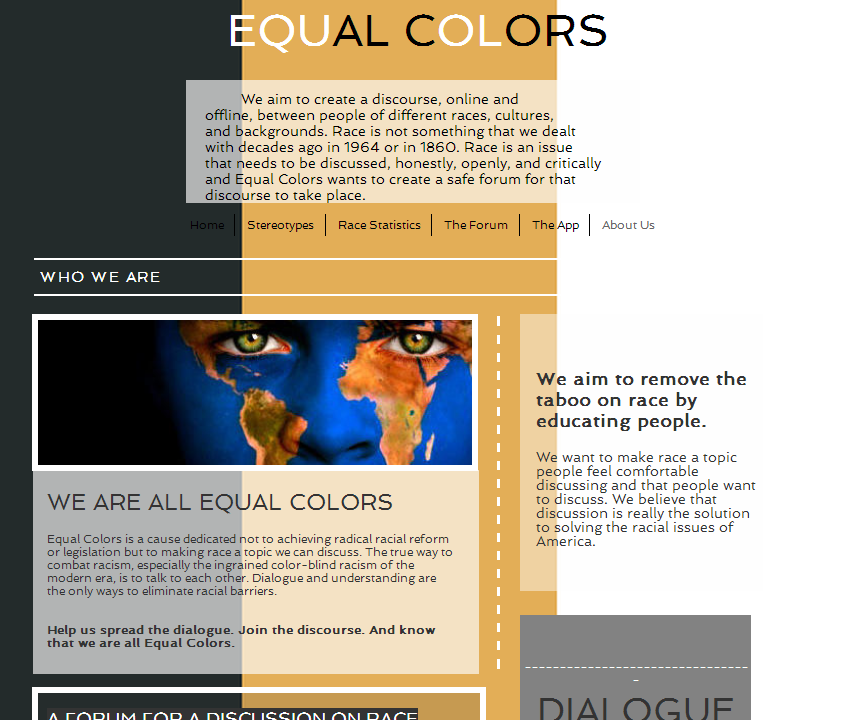 EQUAL COLORS
We aim to create a discourse, online and
offline, between people of different races, cultures,
and backgrounds. Race is not something that we dealt
with decades ago in 1964 or in 1860. Race is an issue
that needs to be discussed, honestly, openly, and critically
and Equal Colors wants to create a safe forum for that
discourse to take place.
Home Stereotypes Race Statistics The Forum The App About Us
WHO WE ARE
WE ARE ALL EQUAL COLORS
Equal Colors is a cause dedicated not to achieving radical racial reform
or legislation but to making race a topic we can discuss. The true way to
combat racism, especially the ingrained color-blind racism of the
modern era, is to talk to each other. Dialogue and understanding are
the only ways to eliminate racial barriers.
Help us spread the dialogue. Join the discourse. And know
that we are all Equal Colors.
A FORUM FOR A DISCUSSION ON RACE
We aim to remove the
taboo on race by
educating people.
We want to make race a topic
people feel comfortable
discussing and that people want
to discuss. We believe that
discussion is really the solution
to solving the racial issues of
America.
DIALOGUE